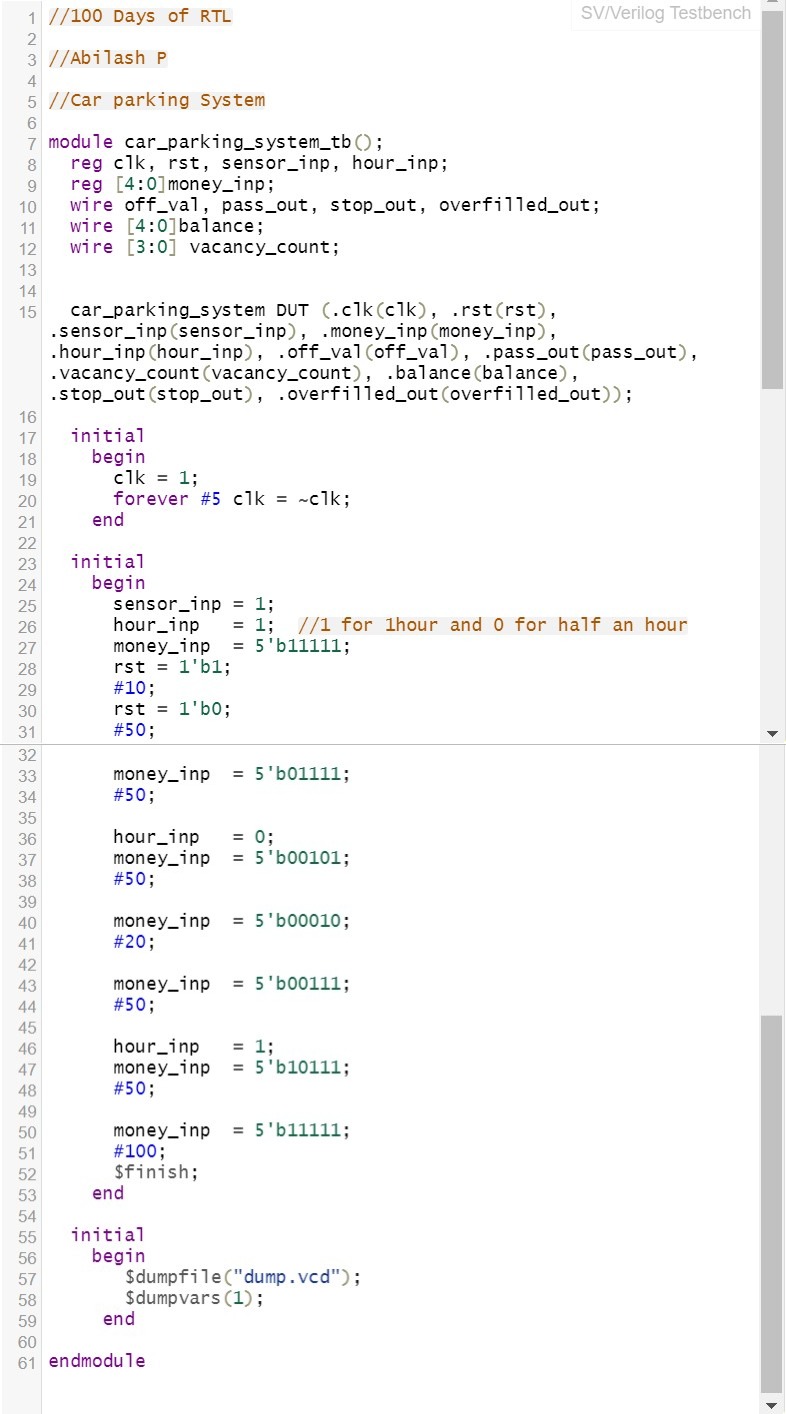 SV/Verilog Testbench
1 //100 Days of RTL
2
3 //Abilash P
4
5 //Car parking System
6
7 module car_parking_system_tb();
8   reg clk, rst, sensor_inp, hour_inp;
9   reg [4:0]money_inp;
10   wire off_val, pass_out, stop_out, overfilled_out;
11   wire [4:0]balance;
12   wire [3:0] vacancy_count;
13
14
15   car_parking_system DUT (.clk(clk), .rst(rst),
.sensor_inp(sensor_inp), .money_inp(money_inp),
.hour_inp(hour_inp), .off_val(off_val), .pass_out(pass_out),
.vacancy_count(vacancy_count), .balance(balance),
.stop_out(stop_out), .overfilled_out(overfilled_out));
16
17   initial
18     begin
19       clk = 1;
20       forever #5 clk = ~clk;
21     end
22
23   initial
24     begin
25       sensor_inp = 1;
26       hour_inp   = 1;  //1 for 1hour and 0 for half an hour
27       money_inp  = 5'b11111;
28       rst = 1'b1;
29       #10;
30       rst = 1'b0;
31       #50;
32
33       money_inp  = 5'b01111;
34       #50;
35
36       hour_inp   = 0;
37       money_inp  = 5'b00101;
38       #50;
39
40       money_inp  = 5'b00010;
41       #20;
42
43       money_inp  = 5'b00111;
44       #50;
45
46       hour_inp   = 1;
47       money_inp  = 5'b10111;
48       #50;
49
50       money_inp  = 5'b11111;
51       #100;
52       $finish;
53     end
54
55   initial
56     begin
57        $dumpfile("dump.vcd");
58        $dumpvars(1);
59      end
60
61 endmodule